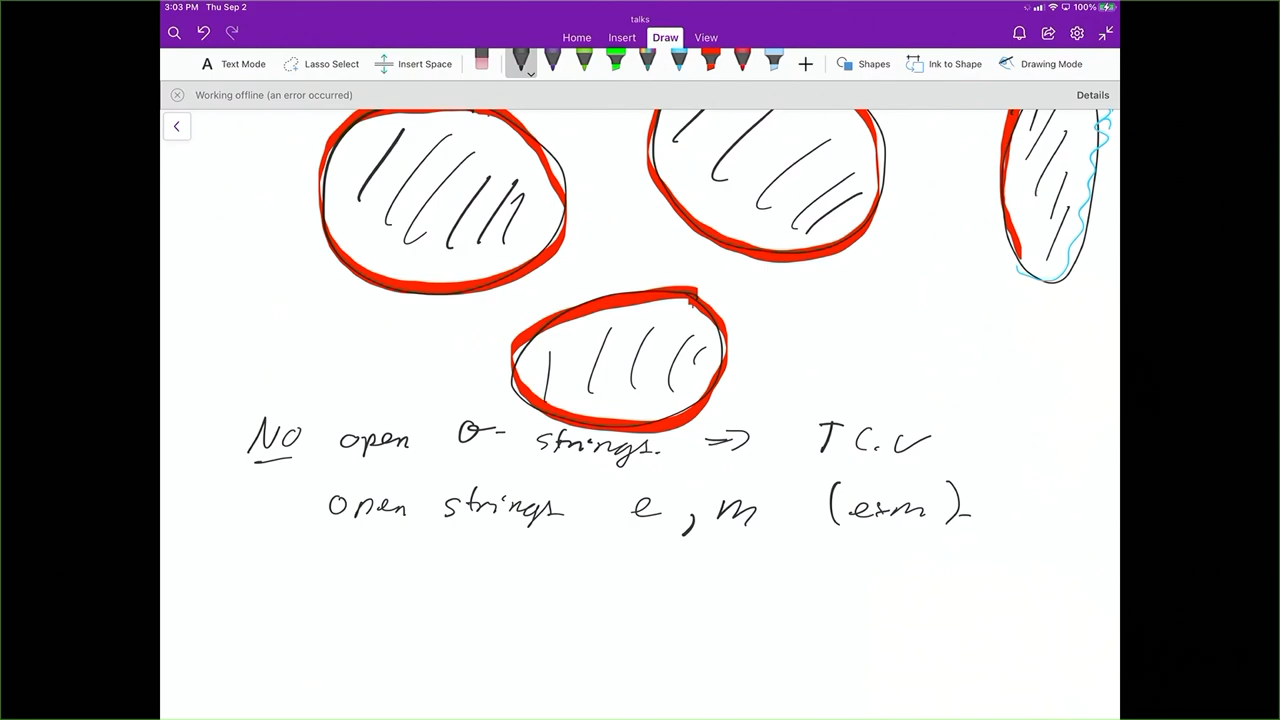 3:03 PM Thu Sep 2
100%
talks
Home Insert Draw View
Text Mode Lasso Select Insert Space Shapes Ink to Shape Drawing Mode
Working offline (an error occurred) Details
No open σ- strings. => T.C. ✓
open strings e, m (e×m)